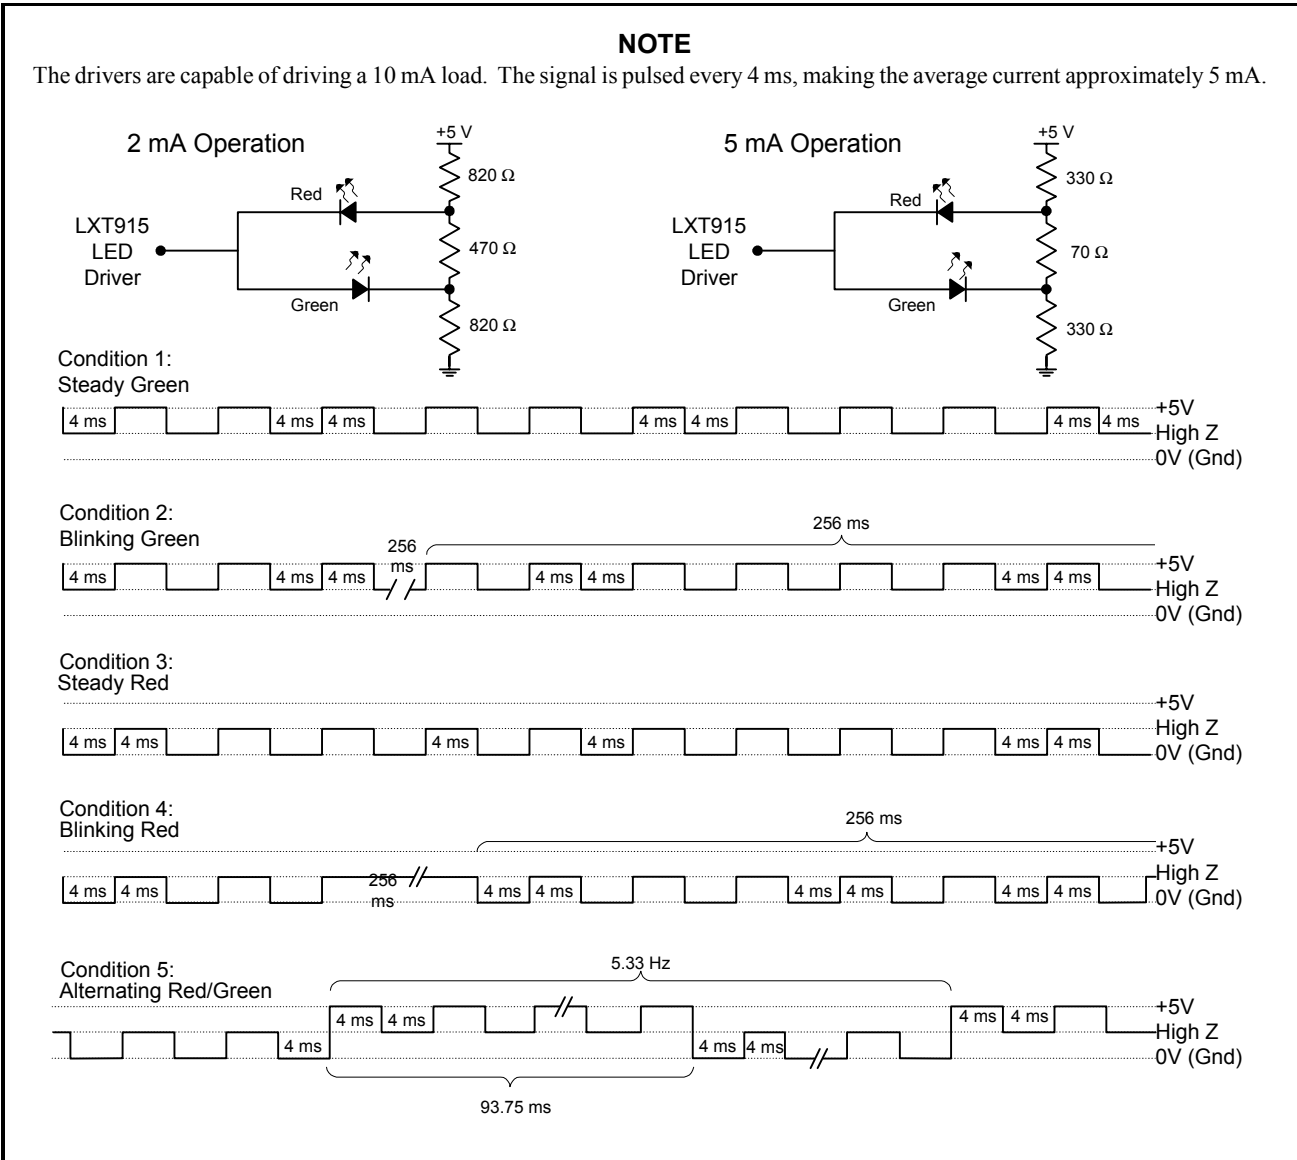 NOTE
The drivers are capable of driving a 10 mA load. The signal is pulsed every 4 ms, making the average current approximately 5 mA.
2 mA Operation
+5 V
820 Ω
Red
LXT915
LED
Driver
470 Ω
Green
820 Ω
5 mA Operation
+5 V
330 Ω
Red
LXT915
LED
Driver
70 Ω
Green
330 Ω
Condition 1:
Steady Green
4 ms 4 ms 4 ms 4 ms 4 ms 4 ms 4 ms
+5V
High Z
0V (Gnd)
Condition 2:
Blinking Green
256 ms
256
ms
4 ms 4 ms 4 ms 4 ms 4 ms 4 ms 4 ms
+5V
High Z
0V (Gnd)
Condition 3:
Steady Red
+5V
High Z
4 ms 4 ms 4 ms 4 ms 4 ms 4 ms
0V (Gnd)
Condition 4:
Blinking Red
256 ms
+5V
High Z
256
ms
4 ms 4 ms 4 ms 4 ms 4 ms 4 ms 4 ms 4 ms
0V (Gnd)
Condition 5:
Alternating Red/Green
5.33 Hz
4 ms 4 ms 4 ms 4 ms
+5V
High Z
4 ms 4 ms 4 ms
0V (Gnd)
93.75 ms